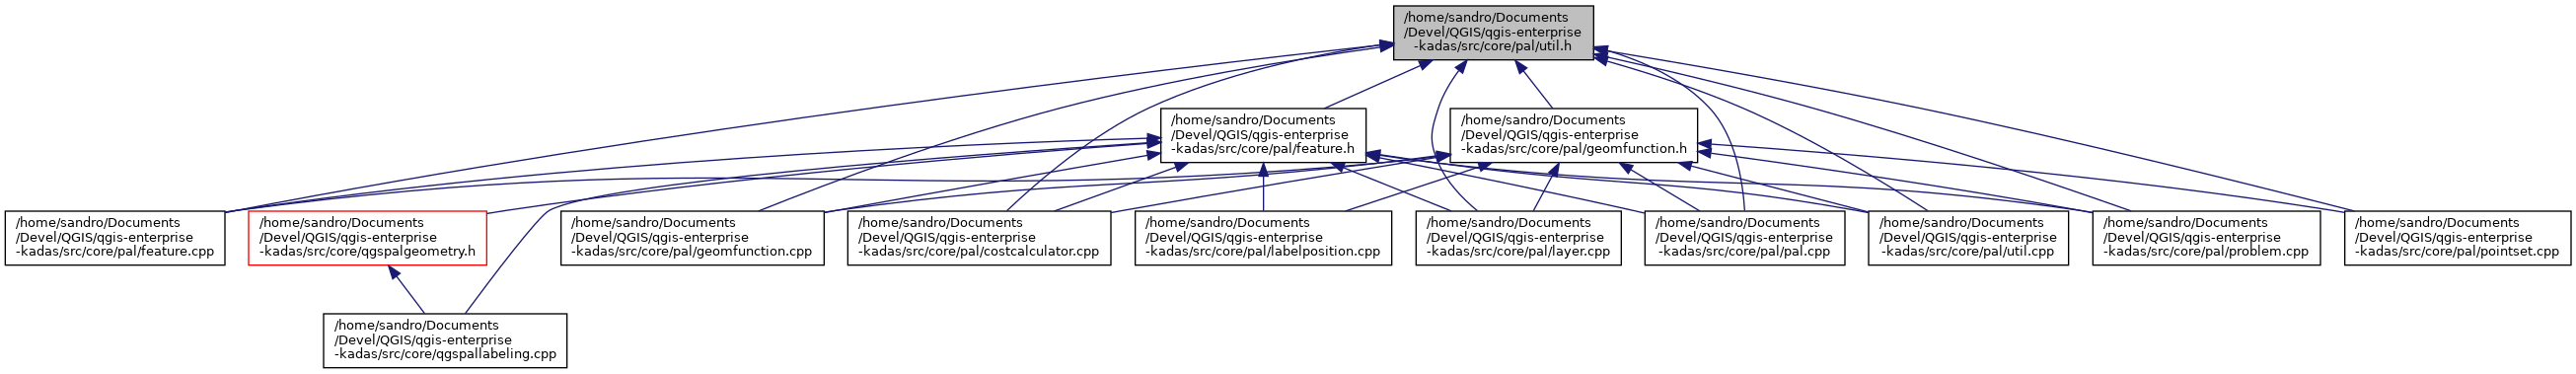 /home/sandro/Documents
/Devel/QGIS/qgis-enterprise
-kadas/src/core/pal/util.h
/home/sandro/Documents
/Devel/QGIS/qgis-enterprise
-kadas/src/core/pal/feature.h
/home/sandro/Documents
/Devel/QGIS/qgis-enterprise
-kadas/src/core/pal/geomfunction.h
/home/sandro/Documents
/Devel/QGIS/qgis-enterprise
-kadas/src/core/pal/feature.cpp
/home/sandro/Documents
/Devel/QGIS/qgis-enterprise
-kadas/src/core/qgspalgeometry.h
/home/sandro/Documents
/Devel/QGIS/qgis-enterprise
-kadas/src/core/pal/geomfunction.cpp
/home/sandro/Documents
/Devel/QGIS/qgis-enterprise
-kadas/src/core/pal/costcalculator.cpp
/home/sandro/Documents
/Devel/QGIS/qgis-enterprise
-kadas/src/core/pal/labelposition.cpp
/home/sandro/Documents
/Devel/QGIS/qgis-enterprise
-kadas/src/core/pal/layer.cpp
/home/sandro/Documents
/Devel/QGIS/qgis-enterprise
-kadas/src/core/pal/pal.cpp
/home/sandro/Documents
/Devel/QGIS/qgis-enterprise
-kadas/src/core/pal/util.cpp
/home/sandro/Documents
/Devel/QGIS/qgis-enterprise
-kadas/src/core/pal/problem.cpp
/home/sandro/Documents
/Devel/QGIS/qgis-enterprise
-kadas/src/core/pal/pointset.cpp
/home/sandro/Documents
/Devel/QGIS/qgis-enterprise
-kadas/src/core/qgspallabeling.cpp